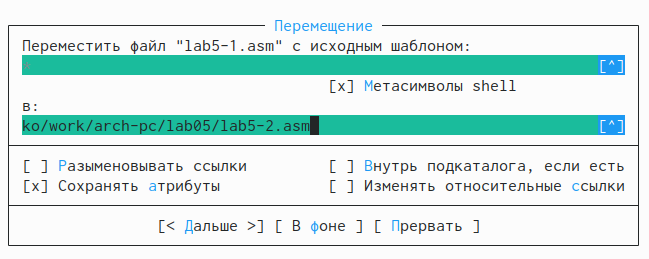 Перемещение
Переместить файл "lab5-1.asm" с исходным шаблоном:
* [^]
[x] Метасимволы shell
в:
ko/work/arch-pc/lab05/lab5-2.asm [^]
[ ] Разыменовывать ссылки [ ] Внутрь подкаталога, если есть
[x] Сохранять атрибуты [ ] Изменять относительные ссылки
[< Дальше >] [ В фоне ] [ Прервать ]